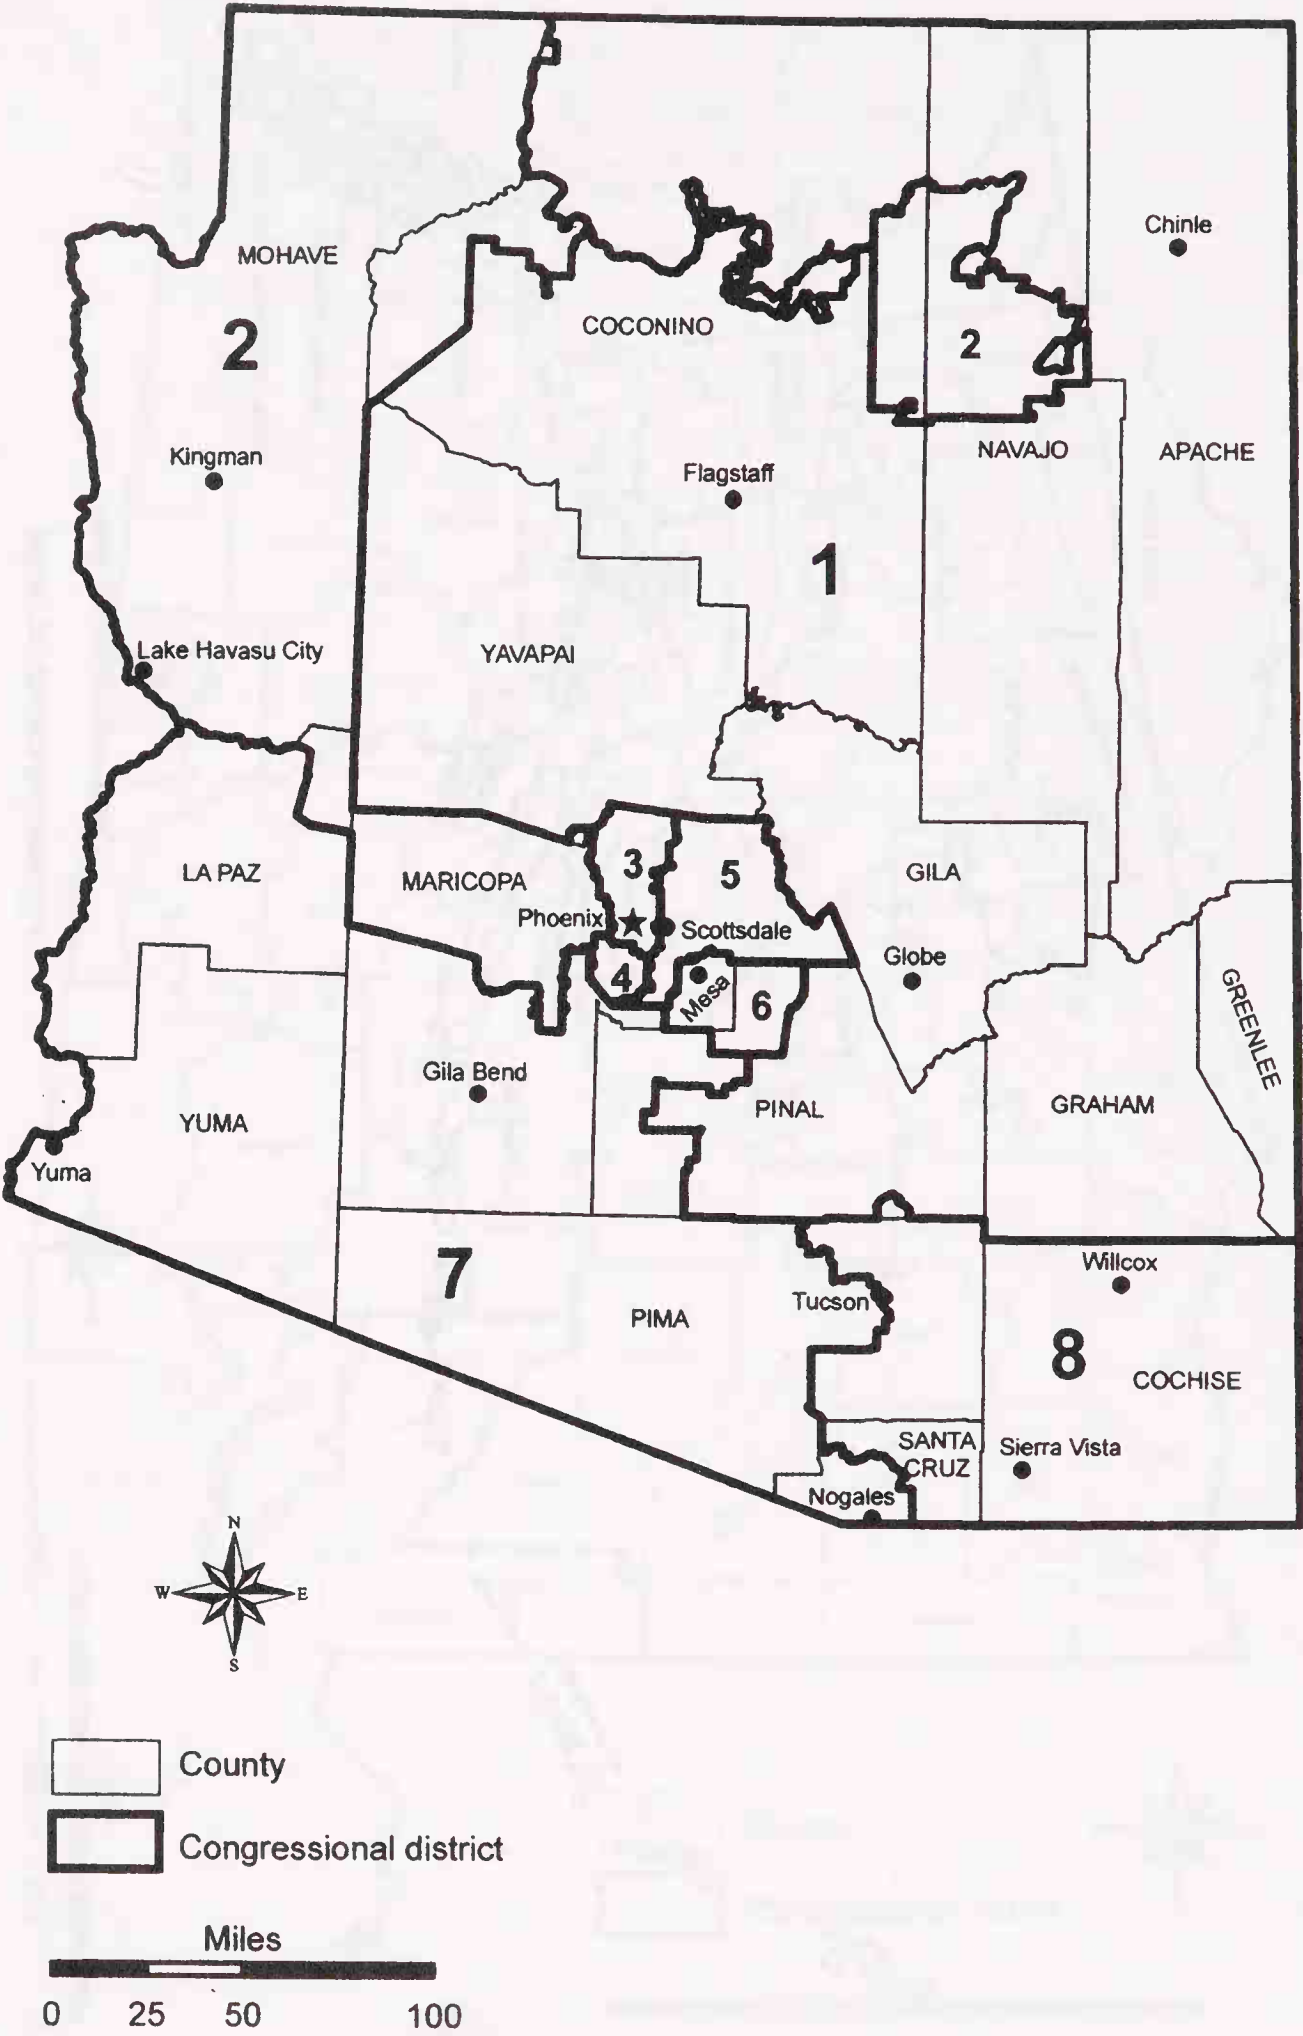 Chinle
MOHAVE
COCONINO
2
2
NAVAJO
APACHE
Kingman
Flagstaff
1
Lake Havasu City
YAVAPAI
LA PAZ
MARICOPA
3
5
GILA
Phoenix
Scottsdale
Globe
4
Mesa
6
GREENLEE
Gila Bend
PINAL
GRAHAM
YUMA
Yuma
7
Willcox
Tucson
PIMA
8
COCHISE
SANTA
CRUZ
Sierra Vista
Nogales
N
W
E
S
County
Congressional district
Miles
0 25 50 100